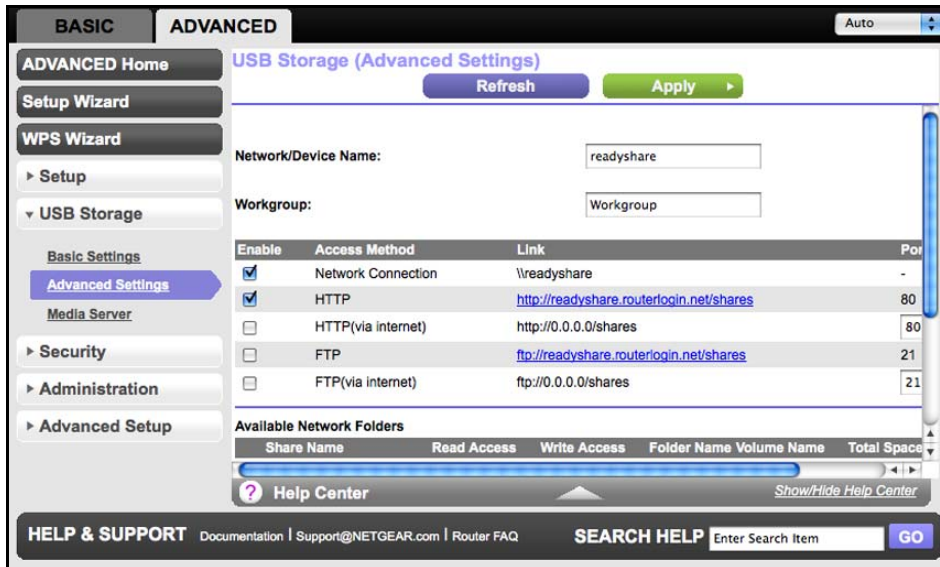 BASIC
ADVANCED
Auto
ADVANCED Home
Setup Wizard
WPS Wizard
Setup
USB Storage
Basic Settings
Advanced Settings
Media Server
Security
Administration
Advanced Setup
USB Storage (Advanced Settings)
Refresh
Apply
Network/Device Name: readyshare
Workgroup: Workgroup
Enable Access Method Link Por
Network Connection \\readyshare -
HTTP http://readyshare.routerlogin.net/shares 80
HTTP(via internet) http://0.0.0.0/shares 80
FTP ftp://readyshare.routerlogin.net/shares 21
FTP(via internet) ftp://0.0.0.0/shares 21
Available Network Folders
Share Name Read Access Write Access Folder Name Volume Name Total Space
? Help Center
Show/Hide Help Center
HELP & SUPPORT Documentation | Support@NETGEAR.com | Router FAQ
SEARCH HELP Enter Search Item GO